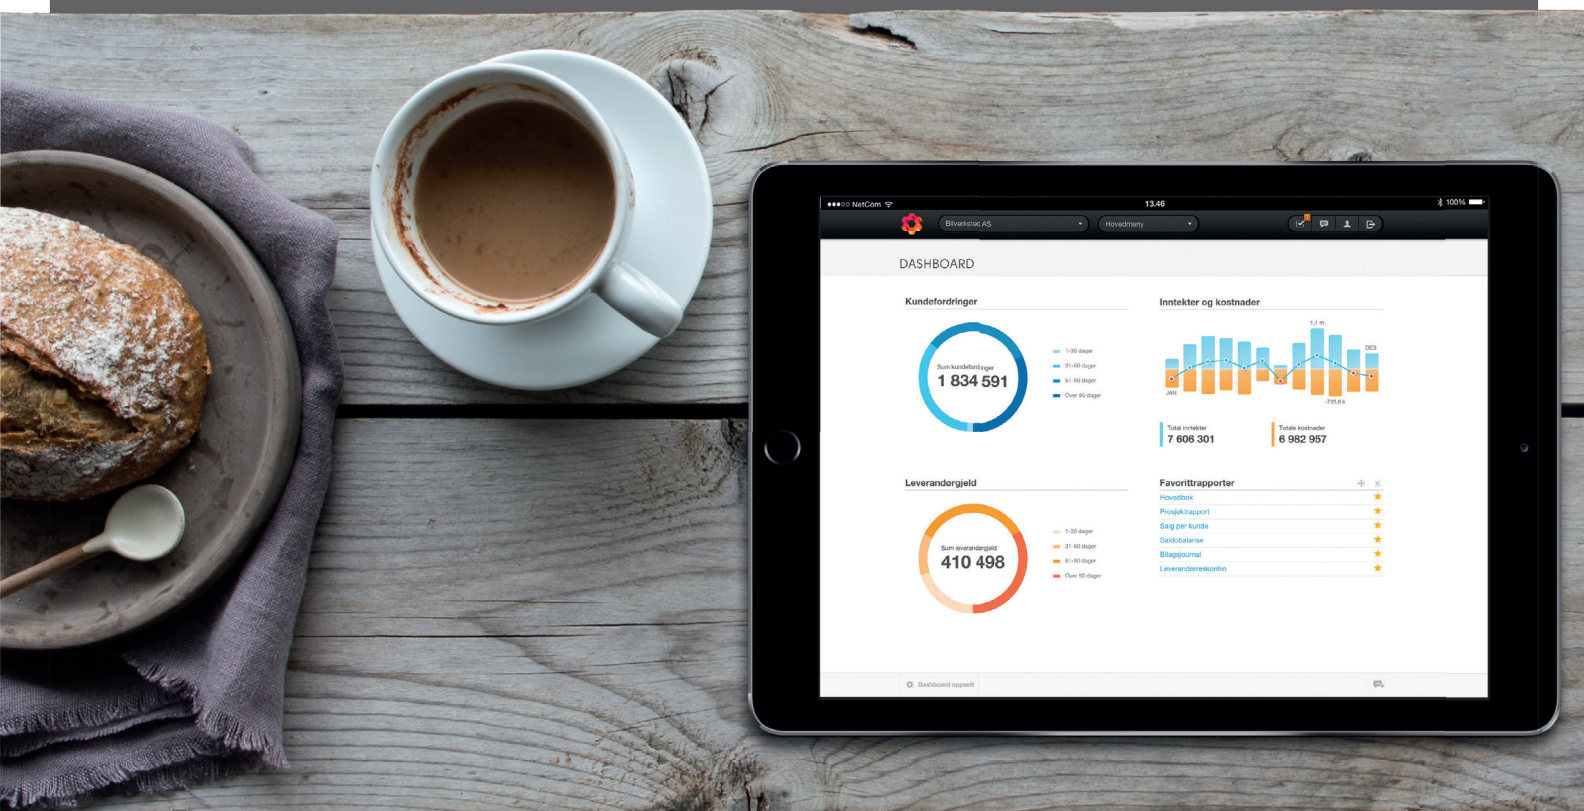 NetCom
13.46
100%
Bilverksted AS
Hovedmeny
DASHBOARD
Kundefordringer
Sum kundefordringer
1 834 591
1-30 dager
31-60 dager
61-90 dager
Over 90 dager
Inntekter og kostnader
1,1 m
DES
JAN
-735,6 k
Total inntekter
7 606 301
Totale kostnader
6 982 957
Leverandørgjeld
Sum leverandørgjeld
410 498
1-30 dager
31-60 dager
61-90 dager
Over 90 dager
Favorittrapporter
Hovedbok
Prosjektrapport
Salg per kunde
Saldobalanse
Bilagsjournal
Leverandørreskontro
Dashboard oppsett